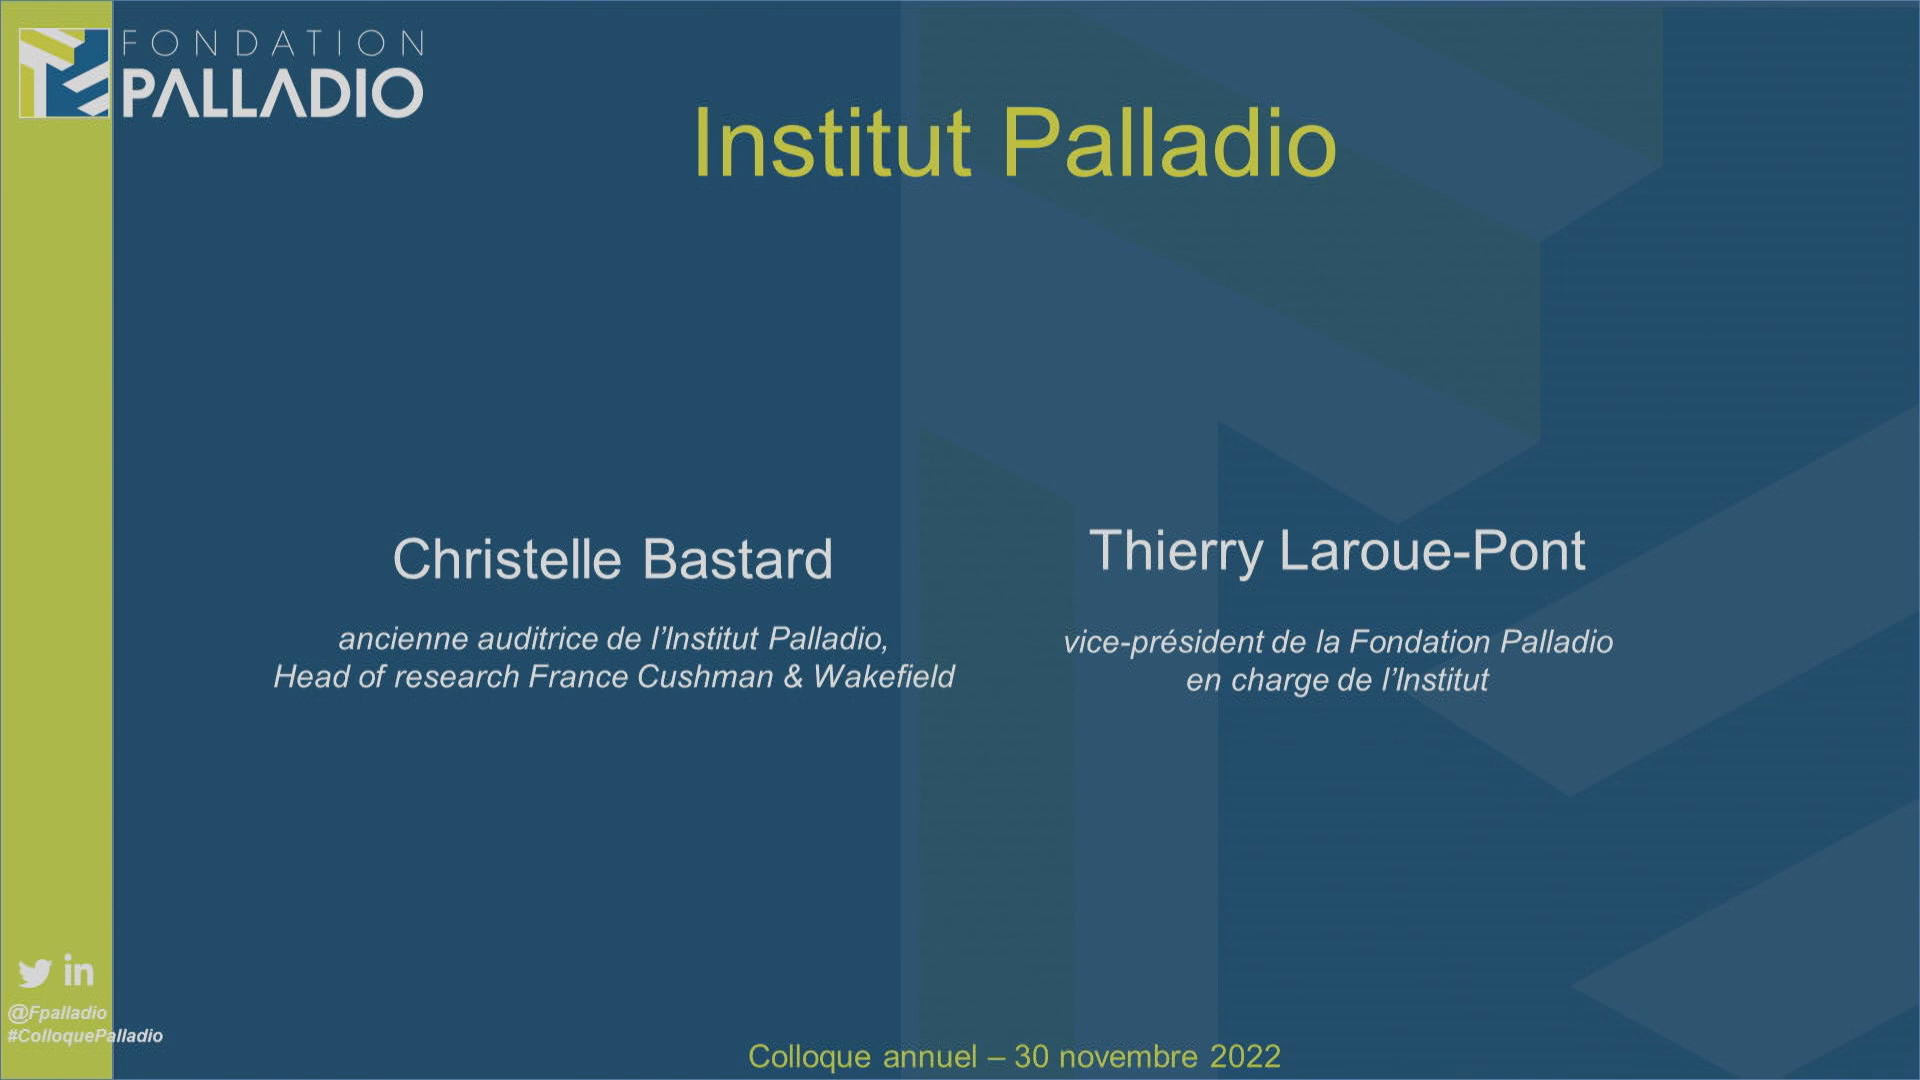 FONDATION
PALLADIO
Institut Palladio
Christelle Bastard
ancienne auditrice de l’Institut Palladio,
Head of research France Cushman & Wakefield
Thierry Laroue-Pont
vice-président de la Fondation Palladio
en charge de l’Institut
in
@Fpalladio
#ColloquePalladio
Colloque annuel – 30 novembre 2022